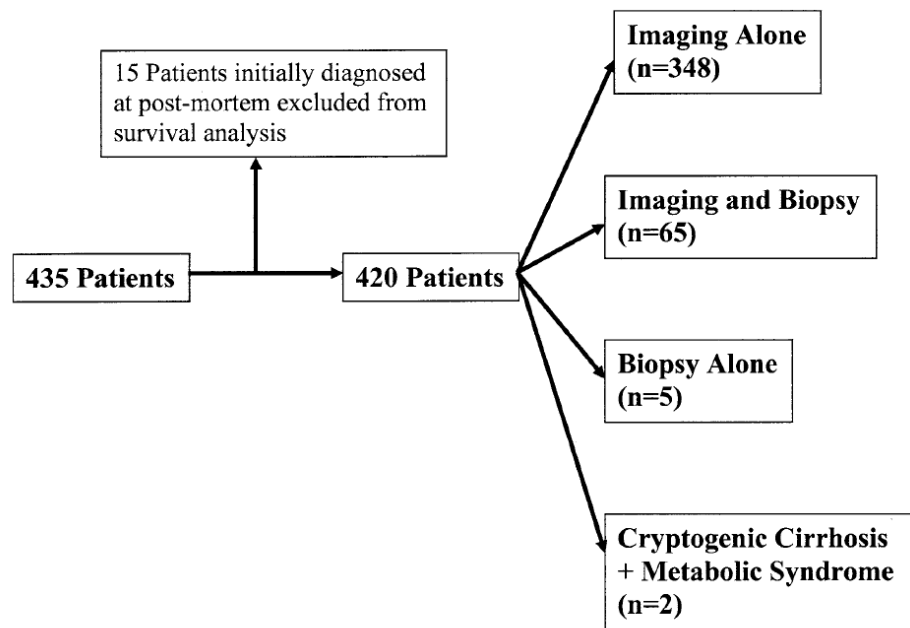 15 Patients initially diagnosed
at post-mortem excluded from
survival analysis
435 Patients
420 Patients
Imaging Alone
(n=348)
Imaging and Biopsy
(n=65)
Biopsy Alone
(n=5)
Cryptogenic Cirrhosis
+ Metabolic Syndrome
(n=2)